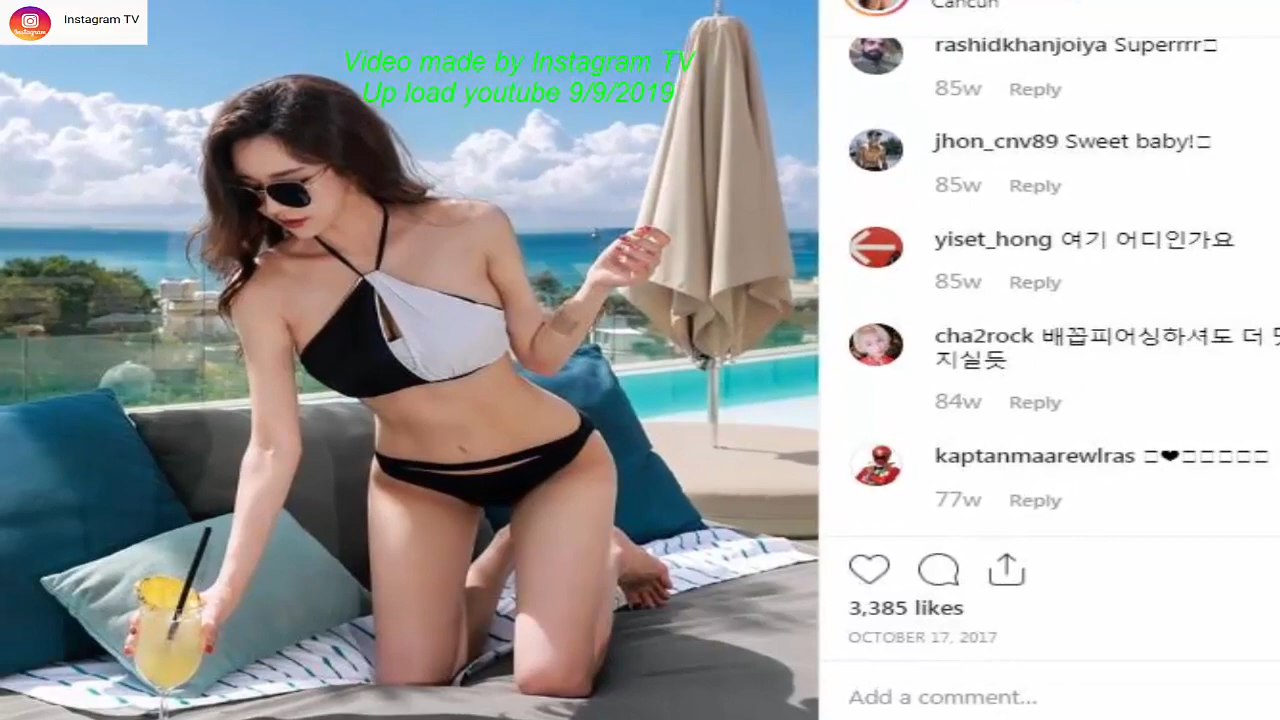 Instagram TV
Instagram
Video made by Instagram TV
Up load youtube 9/9/2019
Cancun
rashidkhanjoiya Superrrr□
85w Reply
jhon_cnv89 Sweet baby!□
85w Reply
yiset_hong 여기 어디인가요
85w Reply
cha2rock 배꼽피어싱하셔도 더
지실듯
84w Reply
kaptanmaarewlras □❤□□□□□
77w Reply
3,385 likes
OCTOBER 17, 2017
Add a comment...